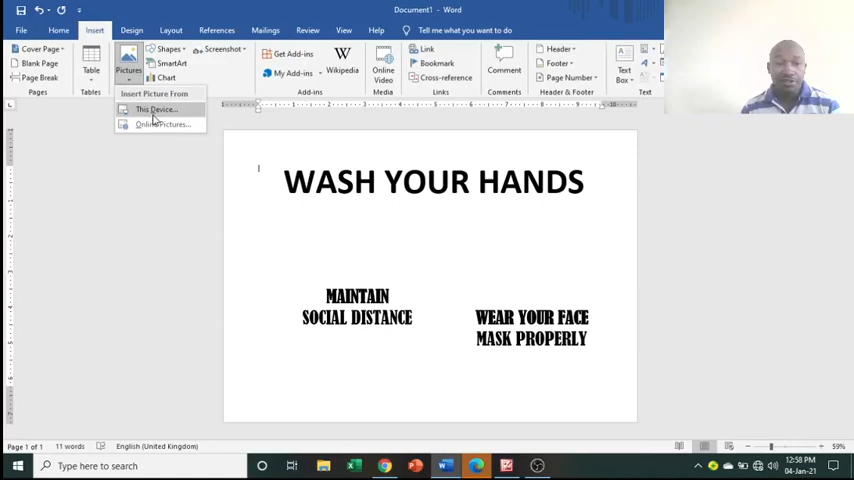 Document1 - Word
File
Home
Insert
Design
Layout
References
Mailings
Review
View
Help
Tell me what you want to do
Cover Page
Blank Page
Page Break
Pages
Table
Tables
Pictures
Shapes
SmartArt
Chart
Screenshot
Get Add-ins
My Add-ins
Wikipedia
Add-ins
Link
Bookmark
Cross-reference
Links
Comment
Comments
Header
Footer
Page Number
Header & Footer
Text
Box
Text
Insert Picture From
This Device...
Online Pictures...
WASH YOUR HANDS
MAINTAIN
SOCIAL DISTANCE
WEAR YOUR FACE
MASK PROPERLY
Page 1 of 1
11 words
English (United Kingdom)
59%
Type here to search
12:58 PM
04-Jan-21